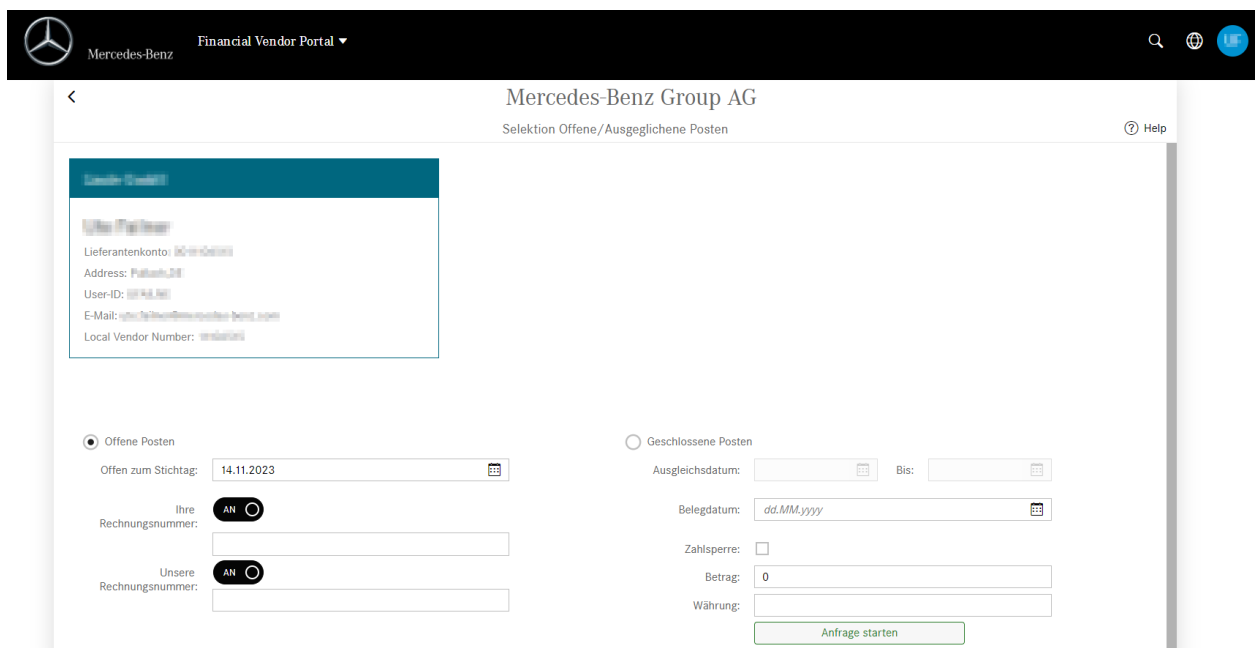 Mercedes-Benz
Financial Vendor Portal
Mercedes-Benz Group AG
Selektion Offene/Ausgeglichene Posten
Help
Lieferantenkonto:
Address:
User-ID:
E-Mail:
Local Vendor Number:
Offene Posten
Offen zum Stichtag: 14.11.2023
Ihre
Rechnungsnummer:
AN
Unsere
Rechnungsnummer:
AN
Geschlossene Posten
Ausgleichsdatum: Bis:
Belegdatum: dd.MM.yyyy
Zahlsperre:
Betrag: 0
Währung:
Anfrage starten